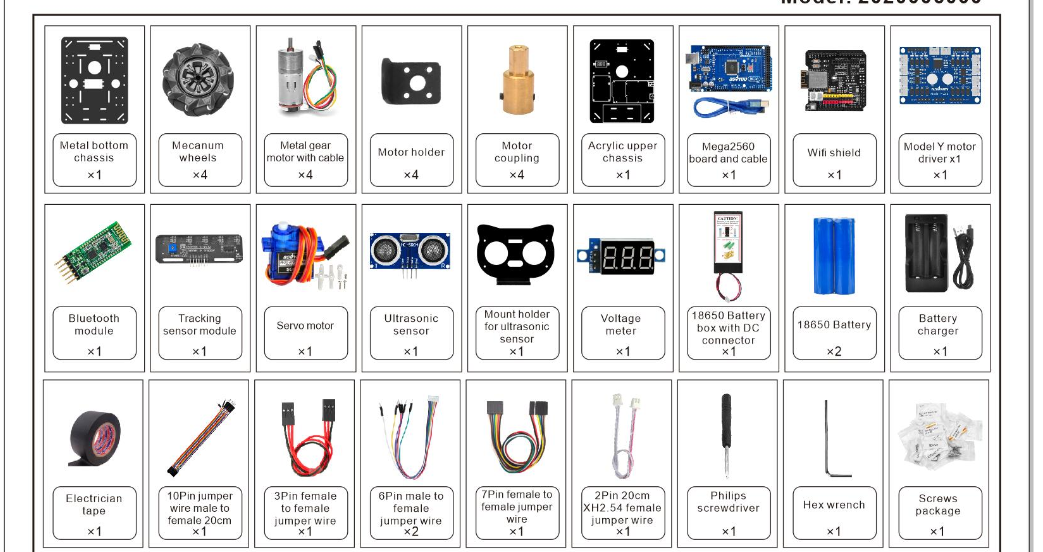 Model: 2020006000
Metal bottom
chassis
×1
Mecanum
wheels
×4
Metal gear
motor with cable
×4
Motor holder
×4
Motor
coupling
×4
Acrylic upper
chassis
×1
Mega2560
board and cable
×1
Wifi shield
×1
Model Y motor
driver x1
×1
Bluetooth
module
×1
Tracking
sensor module
×1
Servo motor
×1
Ultrasonic
sensor
×1
Mount holder
for ultrasonic
sensor
×1
Voltage
meter
×1
18650 Battery
box with DC
connector
×1
18650 Battery
×2
Battery
charger
×1
Electrician
tape
×1
10Pin jumper
wire male to
female 20cm
×1
3Pin female
to female
jumper wire
×1
6Pin male to
female
jumper wire
×2
7Pin female to
female jumper
wire
×1
2Pin 20cm
XH2.54 female
jumper wire
×1
Philips
screwdriver
×1
Hex wrench
×1
Screws
package
×1